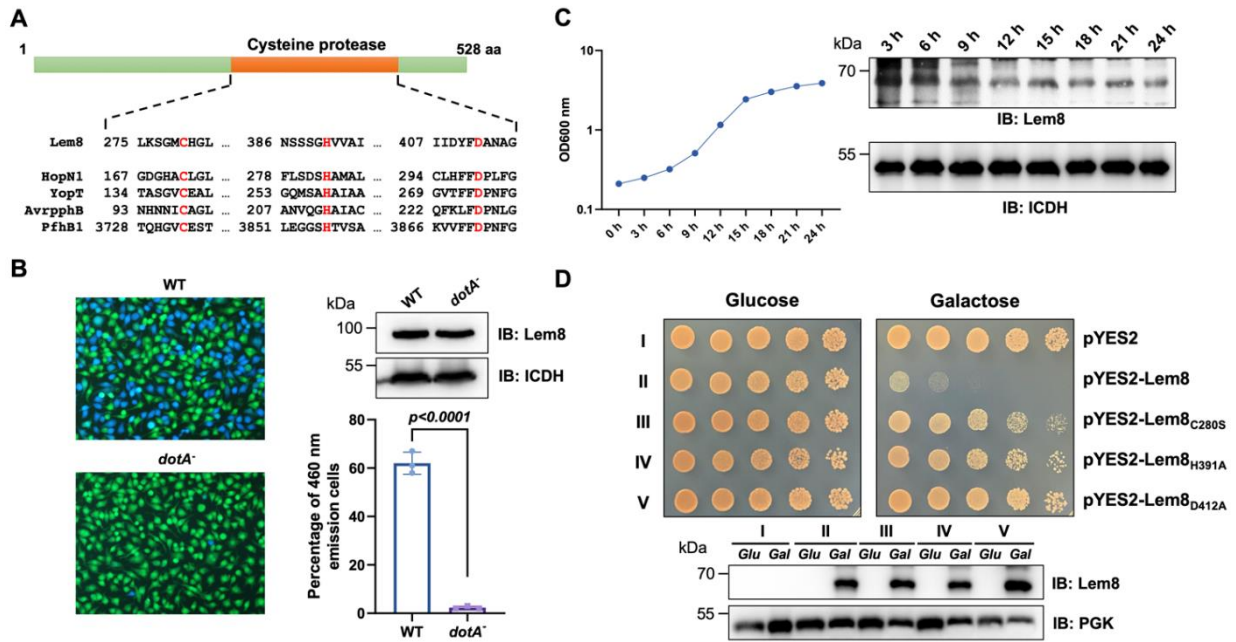 A
1
Cysteine protease
528 aa
Lem8 275 LKSGMCHGL … 386 NSSSGHVVAI … 407 IIDYFFDANAG
HopN1 167 GDGHACLGL … 278 FLSDSHAMAL … 294 CLHFFDPLFG
YopT 134 TASGVCEAL … 253 GQMSAHAIAA … 269 GVTFFDPNFG
AvrpphB 93 NHNNICAGL … 207 ANVQGHAIAC … 222 QFKLFDPNLG
PfhB1 3728 TQHGVCEST … 3851 LEGGSHTVSA … 3866 KVVFFDPNFG
B
WT
dotA-
kDa
WT dotA-
100
IB: Lem8
55
IB: ICDH
p<0.0001
Percentage of 460 nm
emission cells
80
60
40
20
0
WT dotA-
C
OD600 nm
10
1
0.1
0 h 3 h 6 h 9 h 12 h 15 h 18 h 21 h 24 h
kDa
3 h 6 h 9 h 12 h 15 h 18 h 21 h 24 h
70
IB: Lem8
55
IB: ICDH
D
Glucose Galactose
I pYES2
II pYES2-Lem8
III pYES2-Lem8C280S
IV pYES2-Lem8H391A
V pYES2-Lem8D412A
I II III IV V
kDa
Glu Gal Glu Gal Glu Gal Glu Gal Glu Gal
70
IB: Lem8
55
IB: PGK